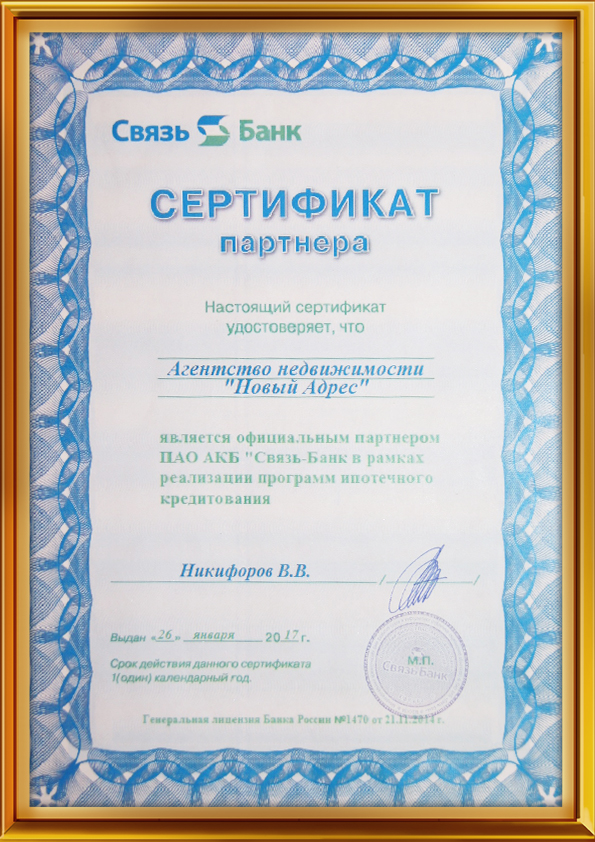 Связь Банк
СЕРТИФИКАТ
партнера
Настоящий сертификат
удостоверяет, что
Агентство недвижимости
"Новый Адрес"
является официальным партнером
ПАО АКБ "Связь-Банк в рамках
реализации программ ипотечного
кредитования
Никифоров В.В. / /
Выдан «26» января 2017 г.
Срок действия данного сертификата
1(один) календарный год.
М.П.
Связь Банк
Генеральная лицензия Банка России №1470 от 21.11.2014 г.